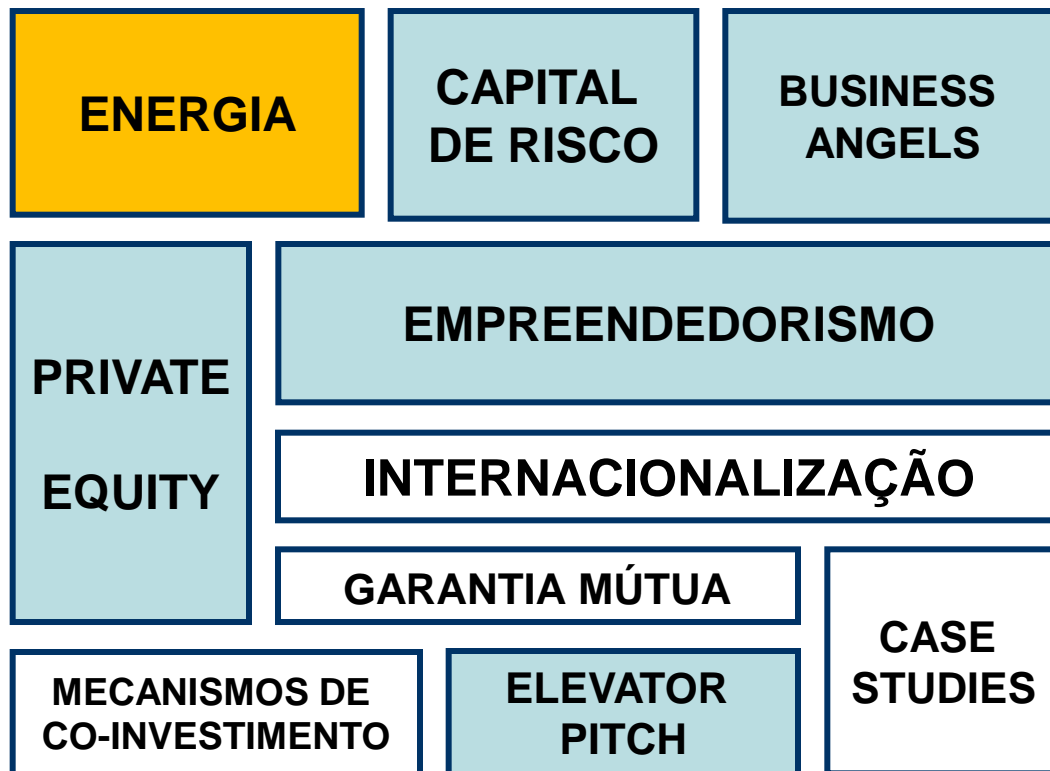 ENERGIA
CAPITAL
DE RISCO
BUSINESS
ANGELS
PRIVATE
EQUITY
EMPREENDEDORISMO
INTERNACIONALIZAÇÃO
GARANTIA MÚTUA
CASE
STUDIES
MECANISMOS DE
CO-INVESTIMENTO
ELEVATOR
PITCH